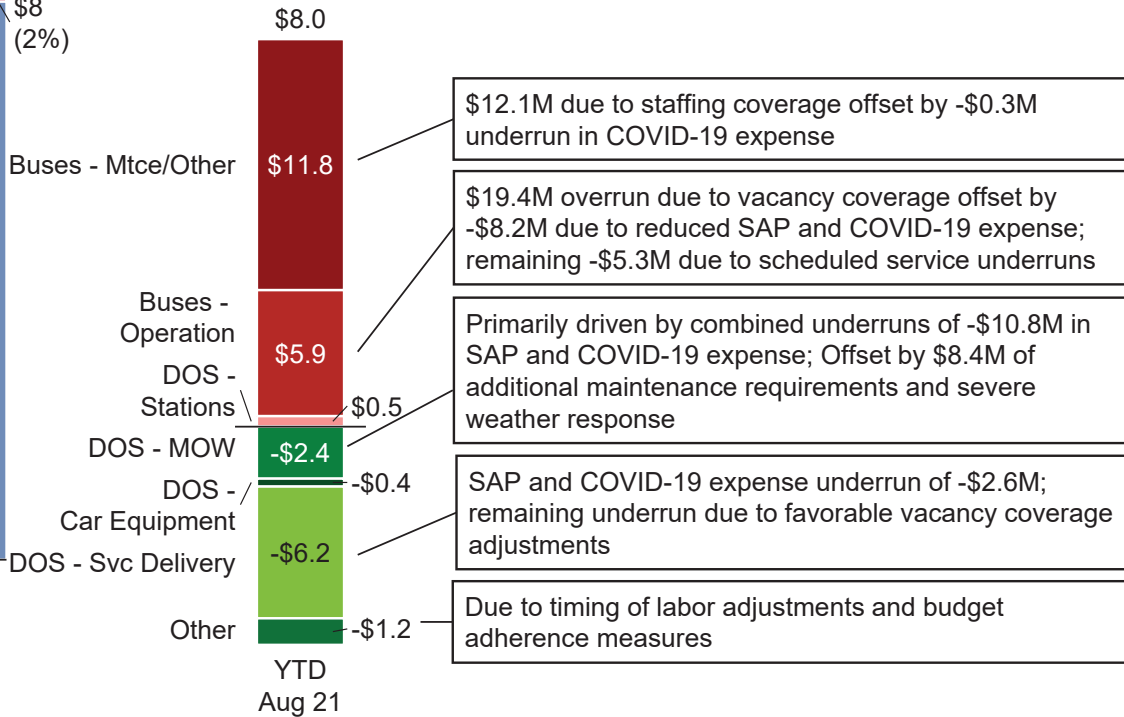 $8
(2%)
$8.0
Buses - Mtce/Other
$11.8
$12.1M due to staffing coverage offset by -$0.3M
underrun in COVID-19 expense
Buses -
Operation
$5.9
$19.4M overrun due to vacancy coverage offset by
-$8.2M due to reduced SAP and COVID-19 expense;
remaining -$5.3M due to scheduled service underruns
DOS -
Stations
$0.5
DOS - MOW
-$2.4
Primarily driven by combined underruns of -$10.8M in
SAP and COVID-19 expense; Offset by $8.4M of
additional maintenance requirements and severe
weather response
DOS -
Car Equipment
-$0.4
DOS - Svc Delivery
-$6.2
SAP and COVID-19 expense underrun of -$2.6M;
remaining underrun due to favorable vacancy coverage
adjustments
Other
-$1.2
Due to timing of labor adjustments and budget
adherence measures
YTD
Aug 21